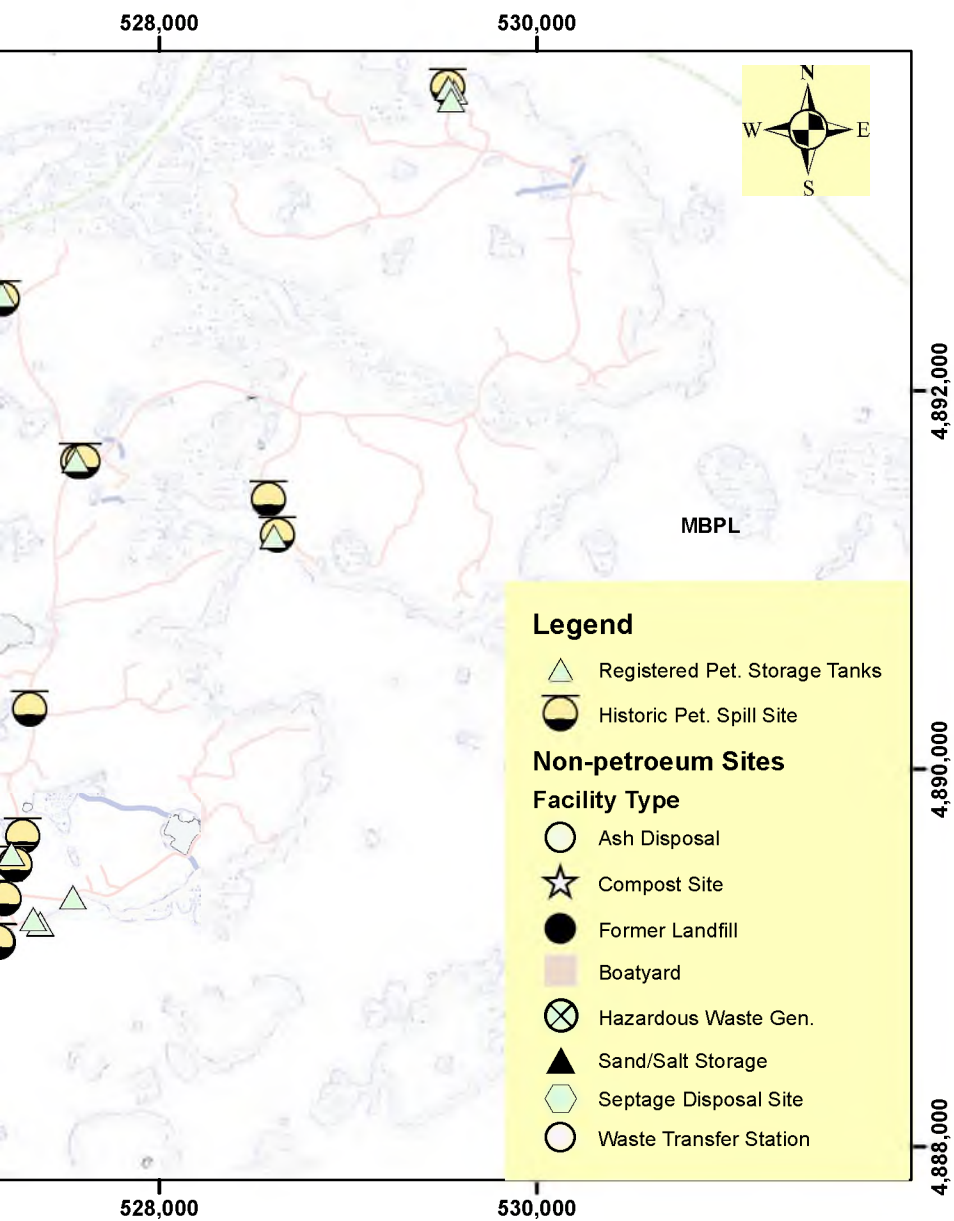 528,000 530,000
N
W E
S
4,892,000
MBPL
Legend
Registered Pet. Storage Tanks
Historic Pet. Spill Site
Non-petroeum Sites
4,890,000
Facility Type
Ash Disposal
Compost Site
Former Landfill
Boatyard
Hazardous Waste Gen.
Sand/Salt Storage
Septage Disposal Site
Waste Transfer Station
4,888,000
528,000 530,000